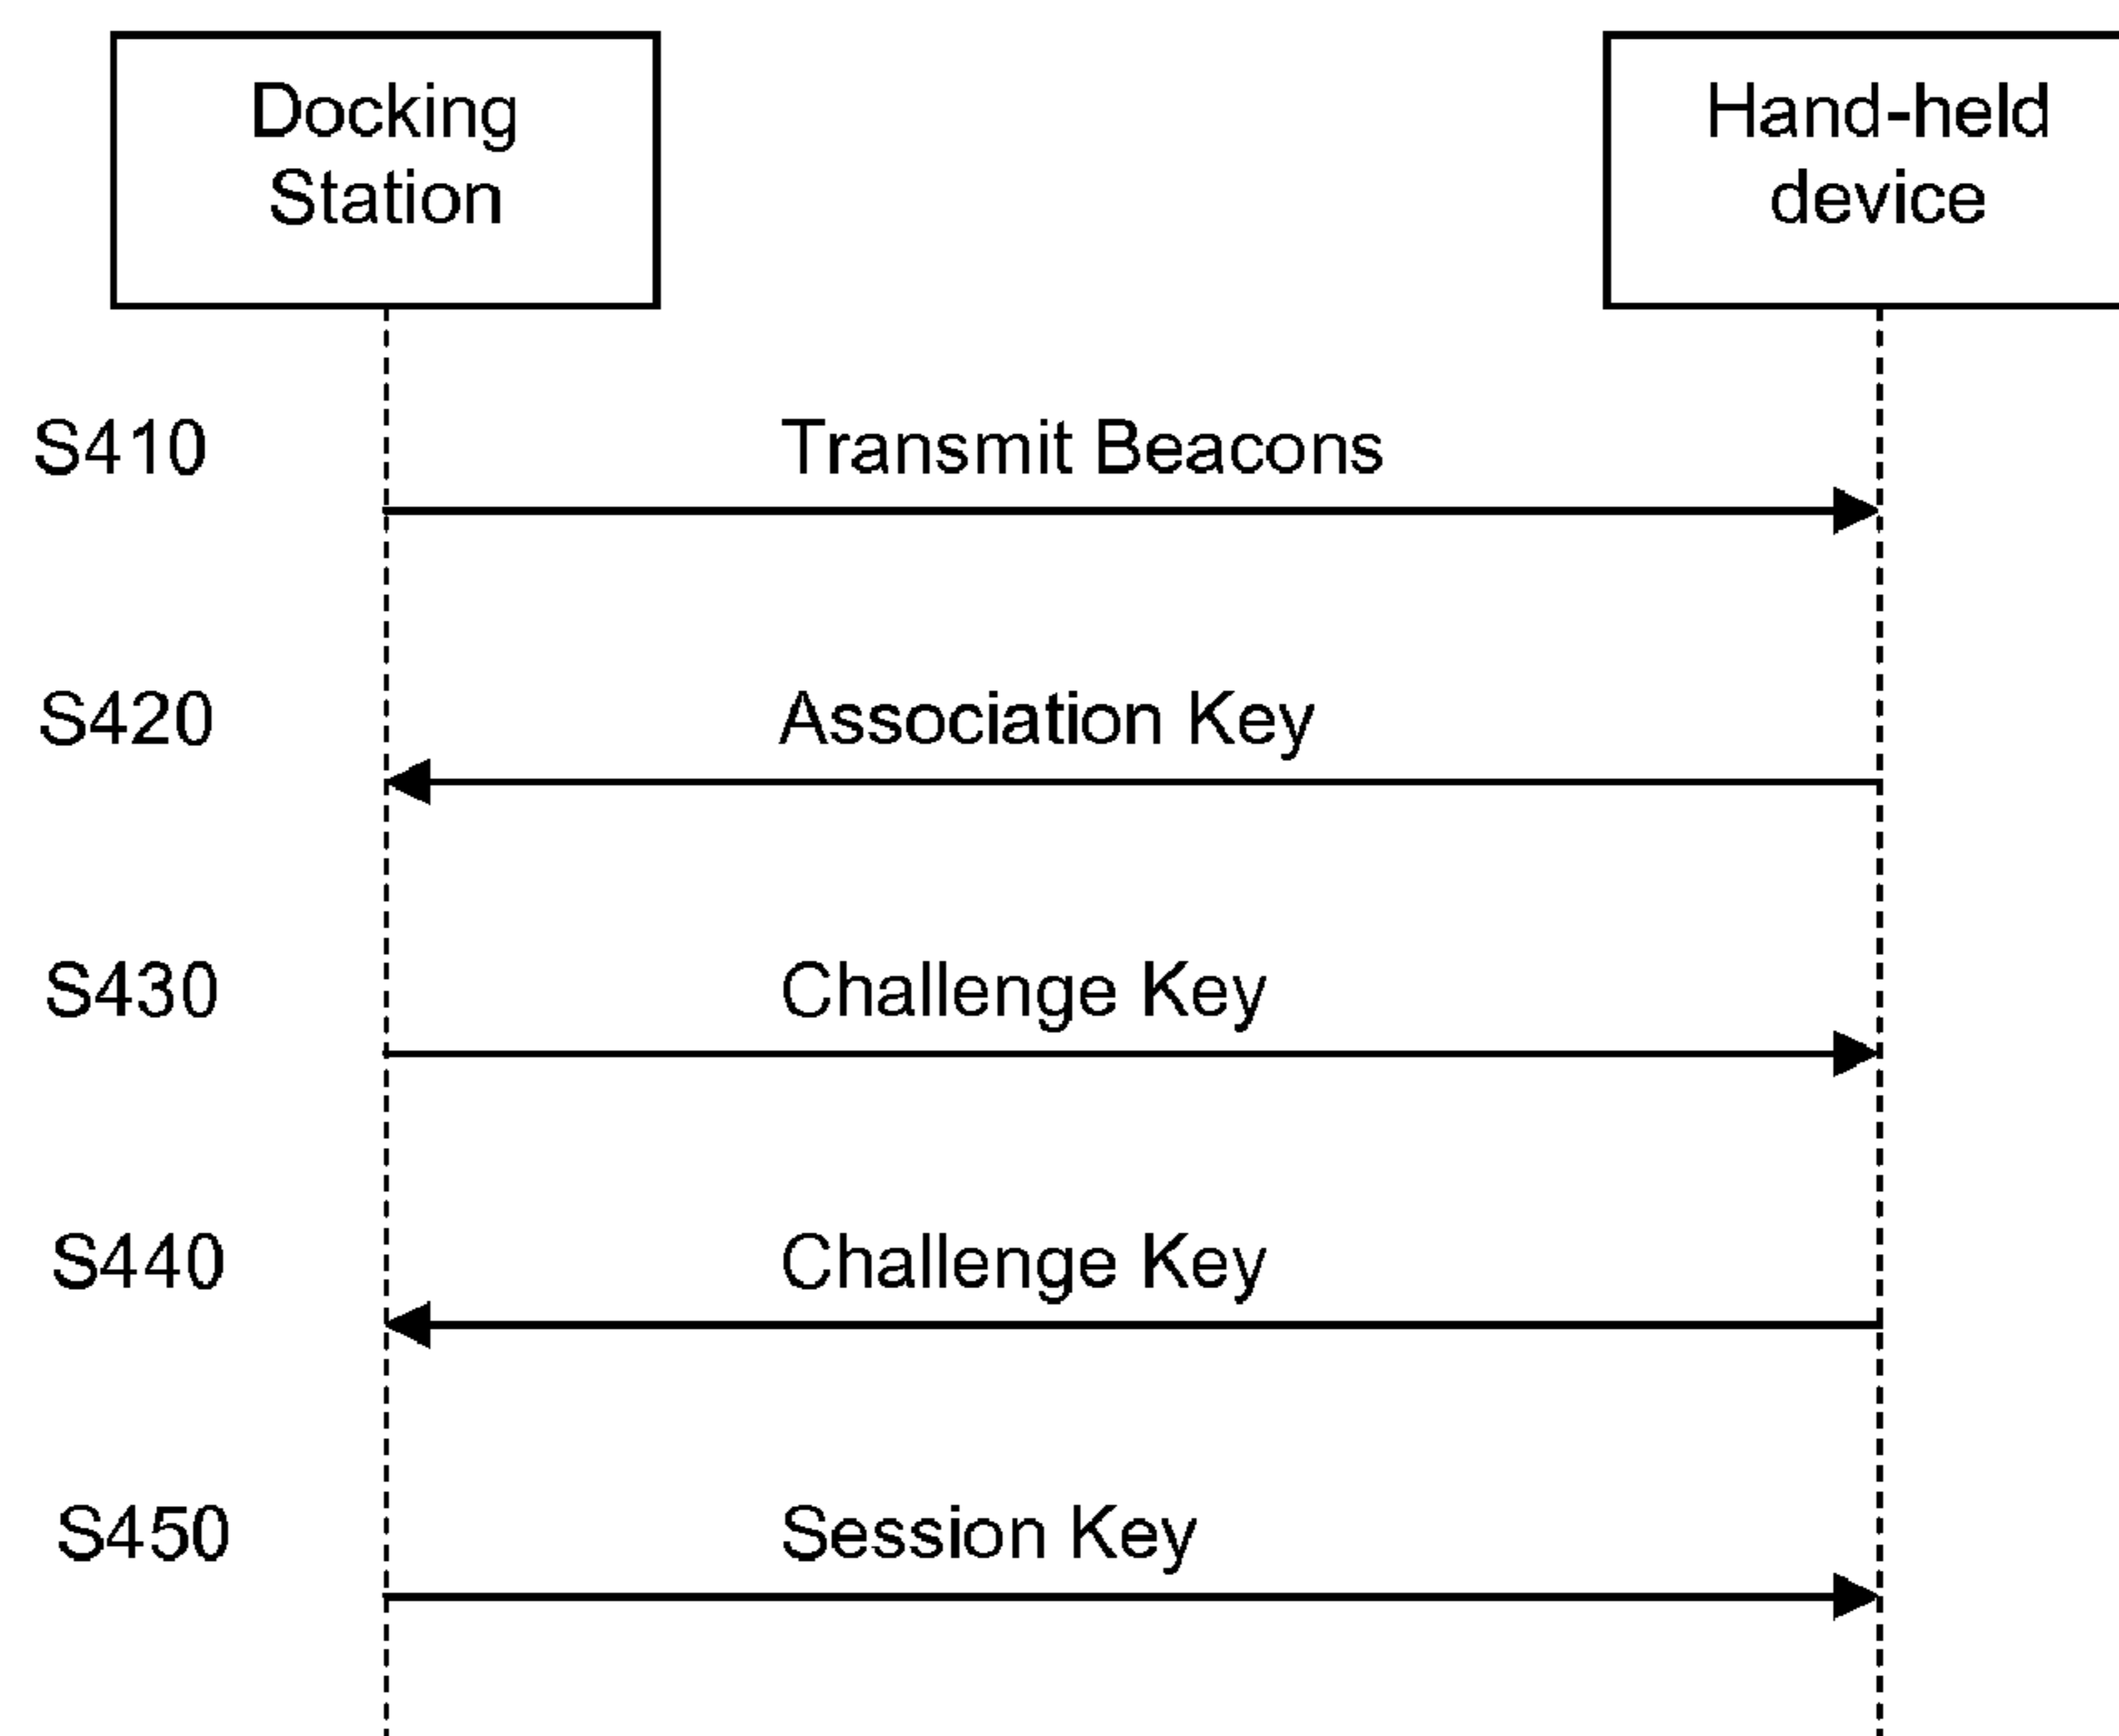 Docking
Station
Hand-held
device
S410
Transmit Beacons
S420
Association Key
S430
Challenge Key
S440
Challenge Key
S450
Session Key